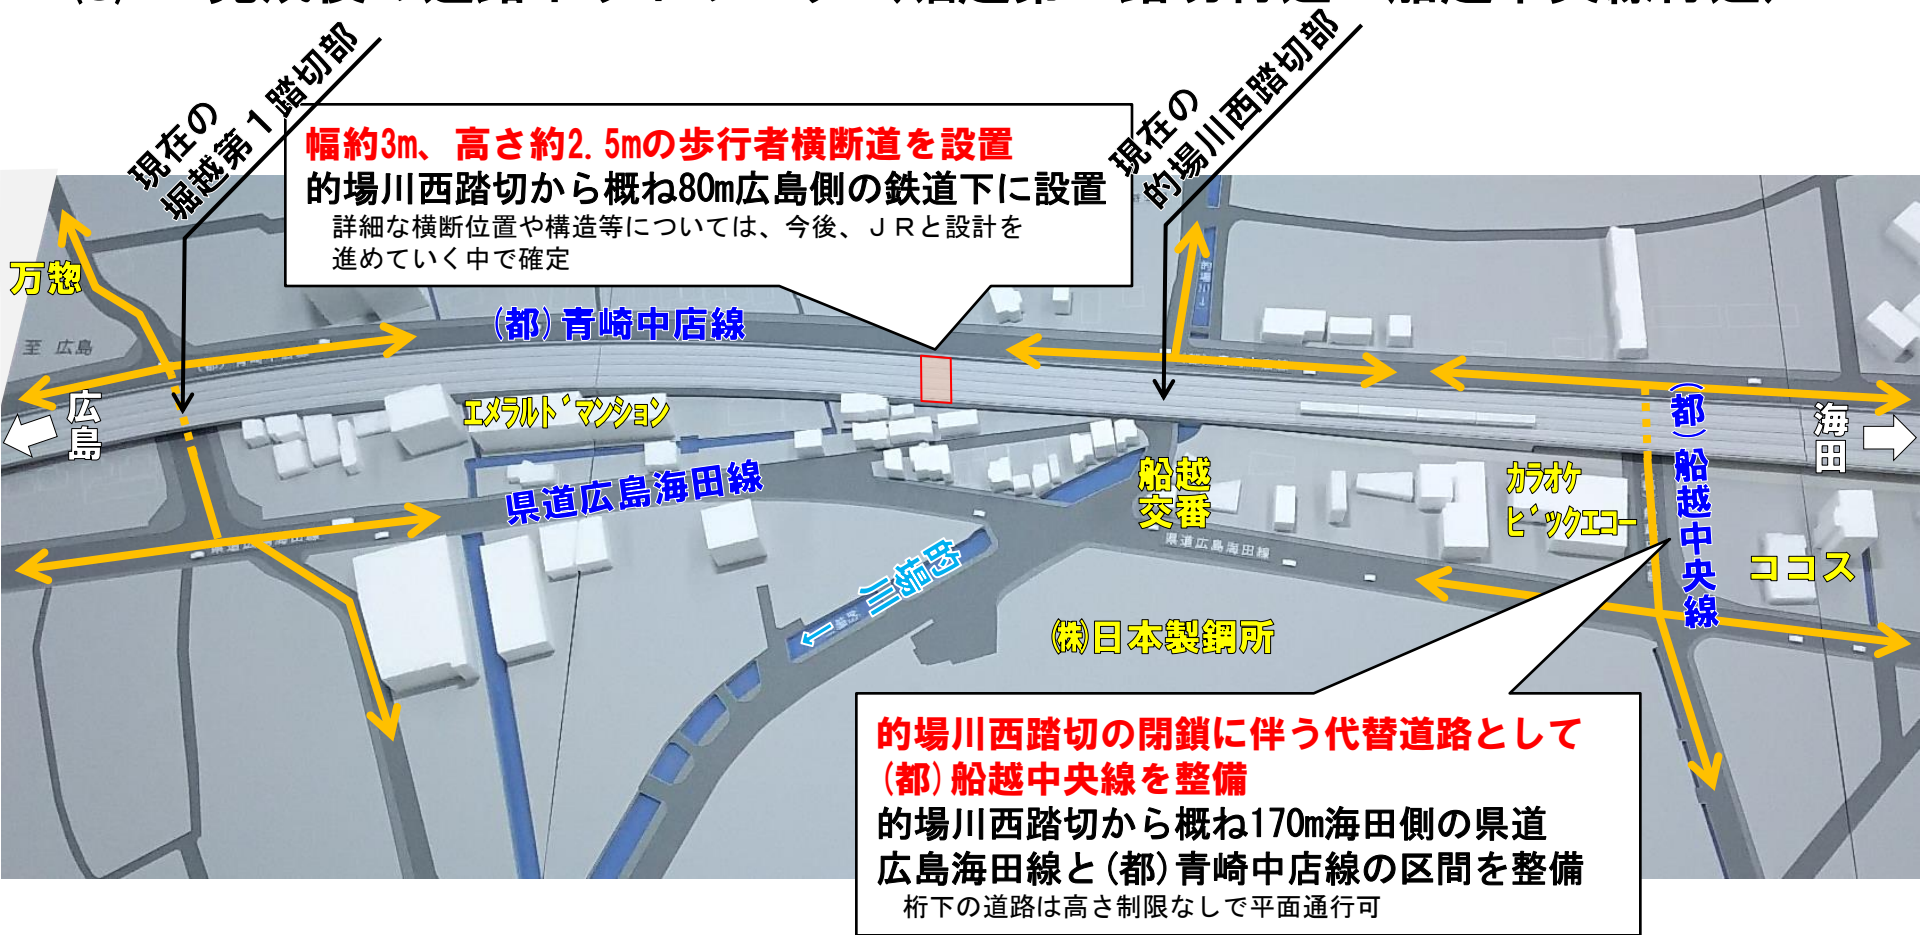 現在の
堀越第1踏切部
幅約3m、高さ約2.5mの歩行者横断道を設置
的場川西踏切から概ね80m広島側の鉄道下に設置
詳細な横断位置や構造等については、今後、JRと設計を
進めていく中で確定
現在の
的場川西踏切部
万惣
至 広島
(都)青崎中店線
広島
エメラルドマンション
県道広島海田線
県道広島海田線
的場川
←
船越
交番
県道広島海田線
カラオケ
ビックエコー
(都)船越中央線
海田
ココス
㈱日本製鋼所
的場川西踏切の閉鎖に伴う代替道路として
(都)船越中央線を整備
的場川西踏切から概ね170m海田側の県道
広島海田線と(都)青崎中店線の区間を整備
桁下の道路は高さ制限なしで平面通行可